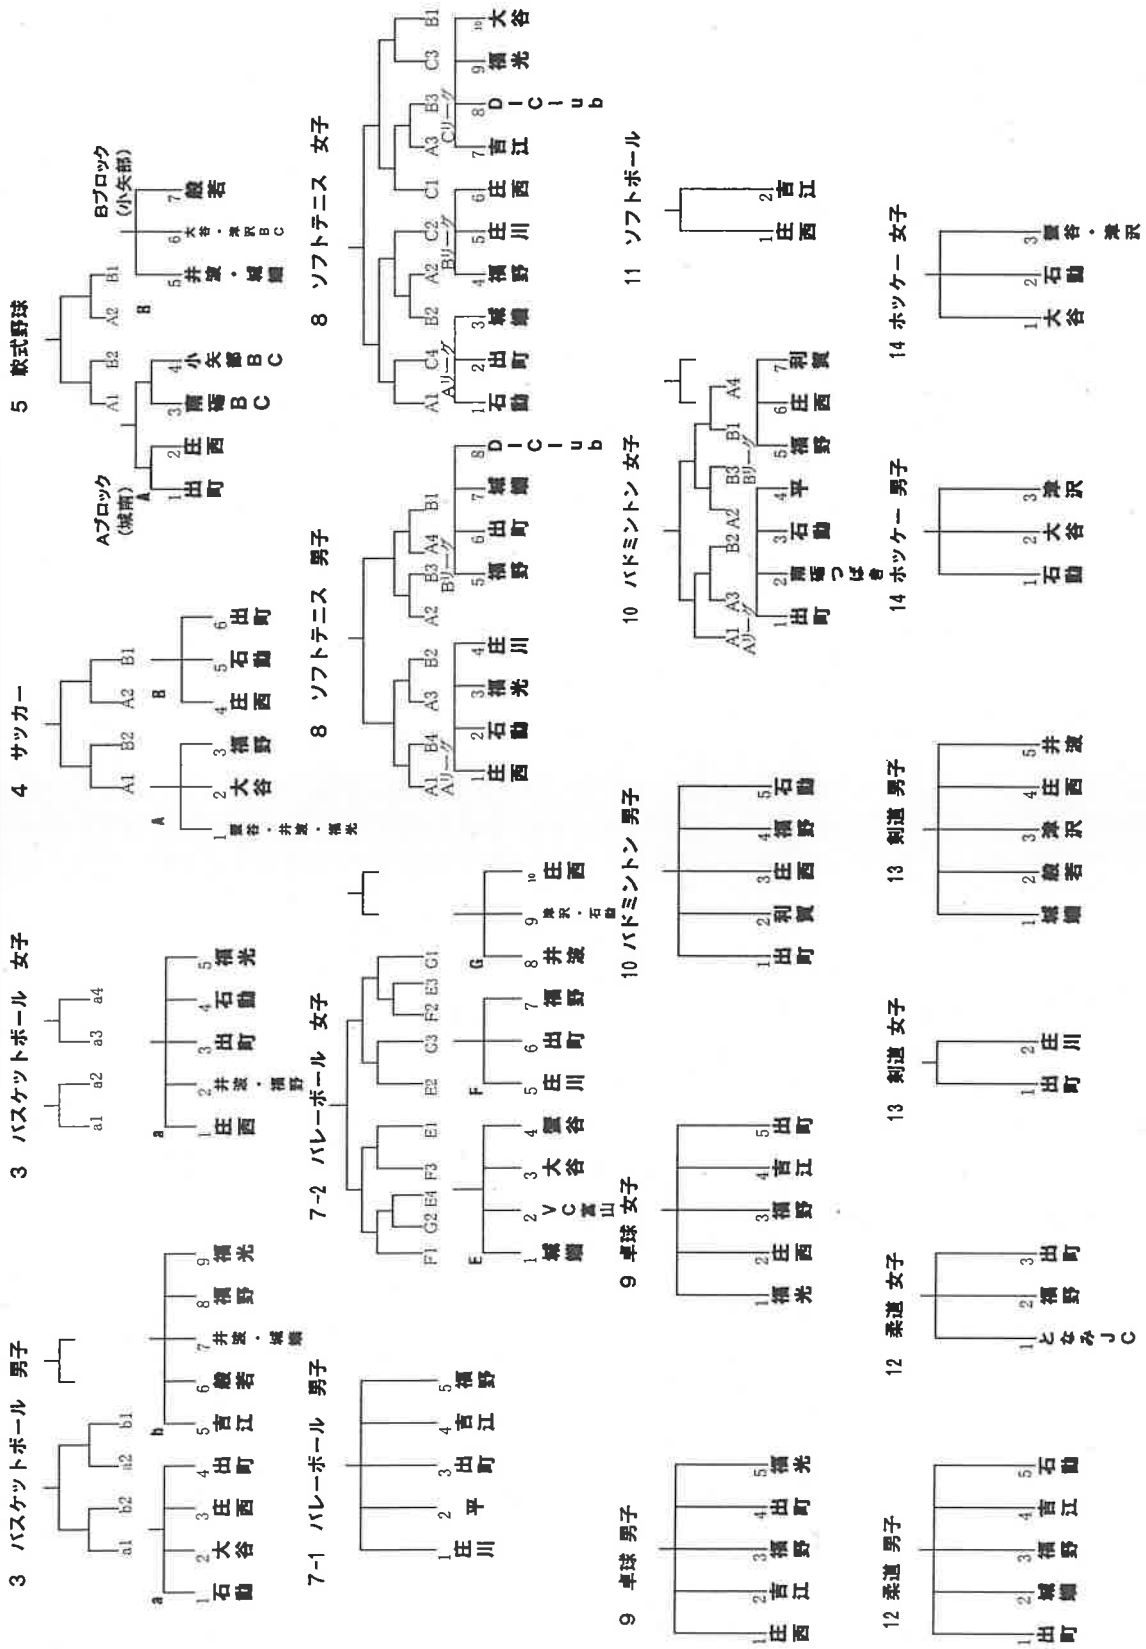 3 バスケットボール 男子
a1 b2 a2 b1
a
1 石動
2 大谷
3 庄西
4 出町
b
5 吉江
6 般若
7 井波・城端
8 福野
9 福光
3 バスケットボール 女子
a1 a2 a3 a4
a
1 庄西
2 井波・福野
3 出町
4 石動
5 福光
4 サッカー
A1 B2 A2 B1
A
1 蟹谷・井波・福光
2 大谷
3 福野
B
4 庄西
5 石動
6 出町
5 軟式野球
A1 B2 A2 B1
Aブロック
(城南)
A
1 出町
2 庄西
3 南砺BC
4 小矢部BC
Bブロック
(小矢部)
B
5 井波・城端
6 大谷・津沢BC
7 般若
7-1 バレーボール 男子
1 庄川
2 平
3 出町
4 吉江
5 福野
7-2 バレーボール 女子
F1 G2 E4 F3 E1 E2 G3 F2 E3 G1
E
1 城端
2 VC富山
3 大谷
4 蟹谷
F
5 庄川
6 出町
7 福野
G
8 井波
9 津沢・石動
10 庄西
8 ソフトテニス 男子
A1 B4 A3 B2 A2 B3 A4 B1
Aリーグ
1 庄西
2 石動
3 福光
4 庄川
Bリーグ
5 福野
6 出町
7 城端
8 DIClub
8 ソフトテニス 女子
A1 C4 B2 A2 C2 C1 A3 B3 C3 B1
Aリーグ
1 石動
2 出町
3 城端
Bリーグ
4 福野
5 庄川
6 庄西
Cリーグ
7 吉江
8 DIClub
9 福光
10 大谷
9 卓球 男子
1 庄西
2 吉江
3 福野
4 出町
5 福光
9 卓球 女子
1 福光
2 庄西
3 福野
4 吉江
5 出町
10 バドミントン 男子
1 出町
2 利賀
3 庄西
4 福野
5 石動
10 バドミントン 女子
A1 A3 B2 A2 B3 B1 A4
Aリーグ
1 出町
2 南砺つばき
3 石動
4 平
Bリーグ
5 福野
6 庄西
7 利賀
11 ソフトボール
1 庄西
2 吉江
12 柔道 男子
1 出町
2 城端
3 福野
4 吉江
5 石動
12 柔道 女子
1 となみJC
2 福野
3 出町
13 剣道 女子
1 出町
2 庄川
13 剣道 男子
1 城端
2 般若
3 津沢
4 庄西
5 井波
14 ホッケー 男子
1 石動
2 大谷
3 津沢
14 ホッケー 女子
1 大谷
2 石動
3 蟹谷・津沢